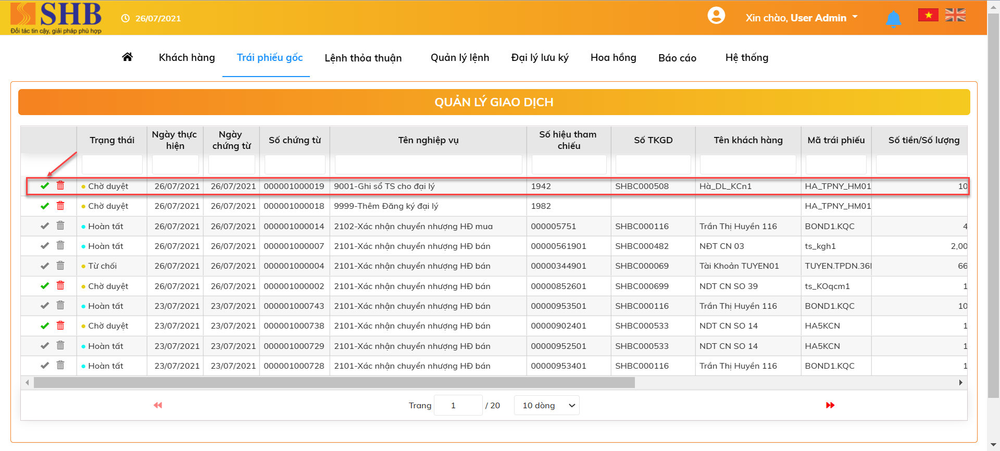 SHB
Đối tác tin cậy, giải pháp phù hợp
26/07/2021
Xin chào, User Admin
Khách hàng Trái phiếu gốc Lệnh thỏa thuận Quản lý lệnh Đại lý lưu ký Hoa hồng Báo cáo Hệ thống
QUẢN LÝ GIAO DỊCH
Trạng thái Ngày thực hiện Ngày chứng từ Số chứng từ Tên nghiệp vụ Số hiệu tham chiếu Số TKGD Tên khách hàng Mã trái phiếu Số tiền/Số lượng
Chờ duyệt 26/07/2021 26/07/2021 000001000019 9001-Ghi sổ TS cho đại lý 1942 SHBC000508 Hà_DL_KCn1 HA_TPNY_HM01 10
Chờ duyệt 26/07/2021 26/07/2021 000001000018 9999-Thêm Đăng ký đại lý 1982 HA_TPNY_HM01
Hoàn tất 26/07/2021 26/07/2021 000001000014 2102-Xác nhận chuyển nhượng HĐ mua 000005751 SHBC000116 Trần Thị Huyền 116 BOND1.KQC 4
Hoàn tất 26/07/2021 26/07/2021 000001000007 2101-Xác nhận chuyển nhượng HĐ bán 00000561901 SHBC000482 NĐT CN 03 ts_kgh1 2,00
Từ chối 26/07/2021 26/07/2021 000001000004 2101-Xác nhận chuyển nhượng HĐ bán 00000344901 SHBC000069 Tài Khoản TUYEN01 TUYEN.TPDN.36 66
Chờ duyệt 26/07/2021 26/07/2021 000001000002 2101-Xác nhận chuyển nhượng HĐ bán 00000852601 SHBC000699 NDT CN SO 39 ts_KOqcm1 1
Hoàn tất 23/07/2021 23/07/2021 000001000743 2101-Xác nhận chuyển nhượng HĐ bán 00000953501 SHBC000116 Trần Thị Huyền 116 BOND1.KQC 10
Chờ duyệt 23/07/2021 23/07/2021 000001000738 2101-Xác nhận chuyển nhượng HĐ bán 00000902401 SHBC000533 NDT CN SO 14 HA5KCN 1
Hoàn tất 23/07/2021 23/07/2021 000001000729 2101-Xác nhận chuyển nhượng HĐ bán 00000952501 SHBC000533 NDT CN SO 14 HA5KCN 1
Hoàn tất 23/07/2021 23/07/2021 000001000728 2101-Xác nhận chuyển nhượng HĐ bán 00000953401 SHBC000116 Trần Thị Huyền 116 BOND1.KQC 1
Trang 1 / 20 10 dòng